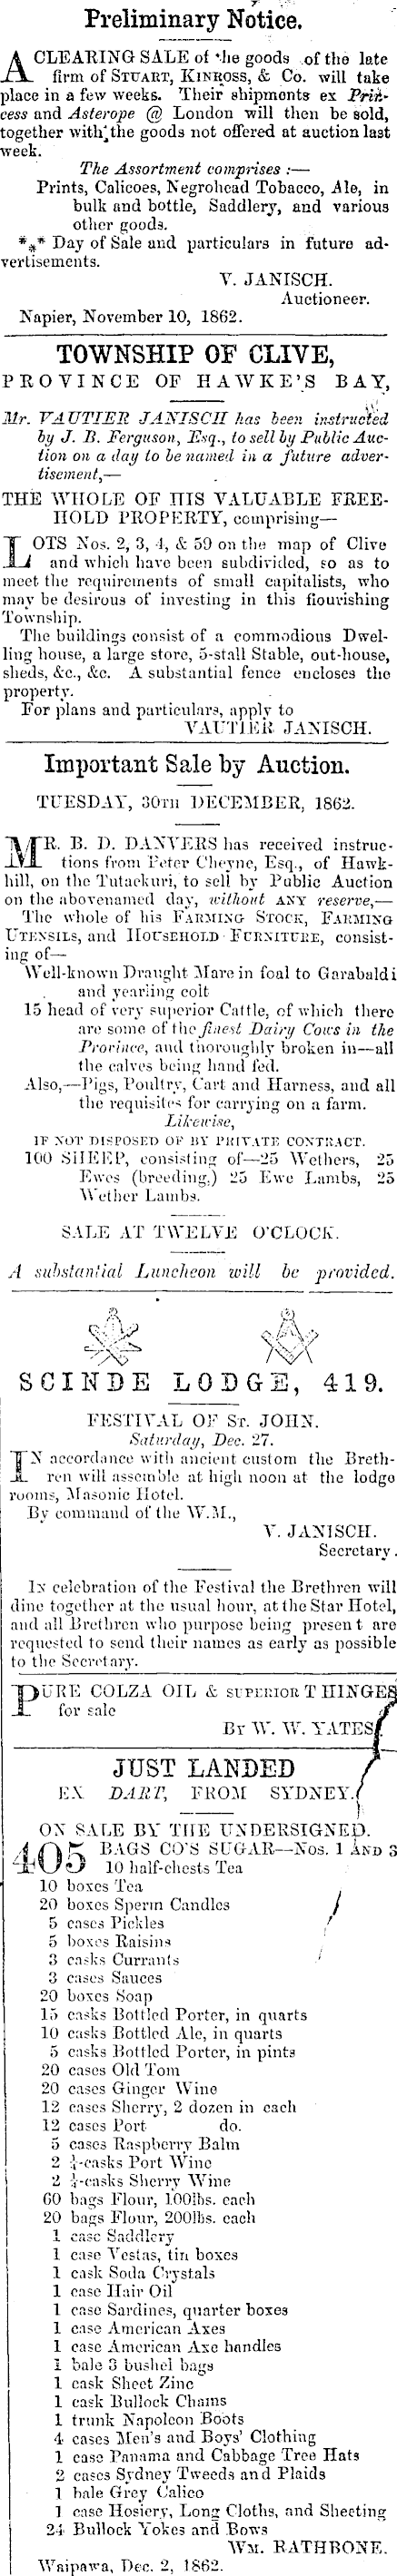 Preliminary Notice.
A CLEARING SALE of the goods of the late
firm of STUART, KINROSS, & Co. will take
place in a few weeks. Their shipments ex Prin-
cess and Asterope @ London will then be sold,
together with the goods not offered at auction last
week.
The Assortment comprises :—
Prints, Calicoes, Negrohead Tobacco, Ale, in
bulk and bottle, Saddlery, and various
other goods.
*** Day of Sale and particulars in future ad-
vertisements.
V. JANISCH.
Auctioneer.
Napier, November 10, 1862.
TOWNSHIP OF CLIVE,
PROVINCE OF HAWKE'S BAY,
Mr. VAUTIER JANISCH has been instructed
by J. B. Ferguson, Esq., to sell by Public Auc-
tion on a day to be named in a future adver-
tisement,—
THE WHOLE OF HIS VALUABLE FREE-
HOLD PROPERTY, comprising—
LOTS Nos. 2, 3, 4, & 59 on the map of Clive
and which have been subdivided, so as to
meet the requirements of small capitalists, who
may be desirous of investing in this flourishing
Township.
The buildings consist of a commodious Dwel-
ling house, a large store, 5-stall Stable, out-house,
sheds, &c., &c. A substantial fence encloses the
property.
For plans and particulars, apply to
VAUTIER JANISCH.
Important Sale by Auction.
TUESDAY, 30TH DECEMBER, 1862.
MR. B. D. DANVERS has received instruc-
tions from Peter Cheyne, Esq., of Hawk-
hill, on the Tutaekuri, to sell by Public Auction
on the abovenamed day, without ANY reserve,—
The whole of his FARMING STOCK, FARMING
UTENSILS, and HOUSEHOLD FURNITURE, consist-
ing of—
Well-known Draught Mare in foal to Garabaldi
and yearling colt
15 head of very superior Cattle, of which there
are some of the finest Dairy Cows in the
Province, and thoroughly broken in—all
the calves being hand fed.
Also,—Pigs, Poultry, Cart and Harness, and all
the requisites for carrying on a farm.
Likewise,
IF NOT DISPOSED OF BY PRIVATE CONTRACT.
100 SHEEP, consisting of—25 Wethers, 25
Ewes (breeding,) 25 Ewe Lambs, 25
Wether Lambs.
SALE AT TWELVE O'CLOCK.
A substantial Luncheon will be provided.
SCINDE LODGE, 419.
FESTIVAL OF ST. JOHN.
Saturday, Dec. 27.
IN accordance with ancient custom the Breth-
ren will assemble at high noon at the lodge
rooms, Masonic Hotel.
By command of the W.M.,
V. JANISCH.
Secretary.
IN celebration of the Festival the Brethren will
dine together at the usual hour, at the Star Hotel,
and all Brethren who purpose being present are
requested to send their names as early as possible
to the Secretary.
PURE COLZA OIL & SUPERIOR T HINGES
for sale
BY W. W. YATES.
JUST LANDED
EX DART, FROM SYDNEY.
ON SALE BY THE UNDERSIGNED.
405 BAGS CO'S SUGAR—Nos. 1 AND 3
10 half-chests Tea
10 boxes Tea
20 boxes Sperm Candles
5 cases Pickles
5 boxes Raisins
3 casks Currants
3 cases Sauces
20 boxes Soap
15 casks Bottled Porter, in quarts
10 casks Bottled Ale, in quarts
5 casks Bottled Porter, in pints
20 cases Old Tom
20 cases Ginger Wine
12 cases Sherry, 2 dozen in each
12 cases Port do.
5 cases Raspberry Balm
2 ¼-casks Port Wine
2 ¼-casks Sherry Wine
60 bags Flour, 100lbs. each
20 bags Flour, 200lbs. each
1 case Saddlery
1 case Vestas, tin boxes
1 cask Soda Crystals
1 case Hair Oil
1 case Sardines, quarter boxes
1 case American Axes
1 case American Axe handles
1 bale 3 bushel bags
1 cask Sheet Zinc
1 cask Bullock Chains
1 trunk Napoleon Boots
4 cases Men's and Boys' Clothing
1 case Panama and Cabbage Tree Hats
2 cases Sydney Tweeds and Plaids
1 bale Grey Calico
1 case Hosiery, Long Cloths, and Sheeting
24 Bullock Yokes and Bows
WM. RATHBONE.
Waipawa, Dec. 2, 1862.